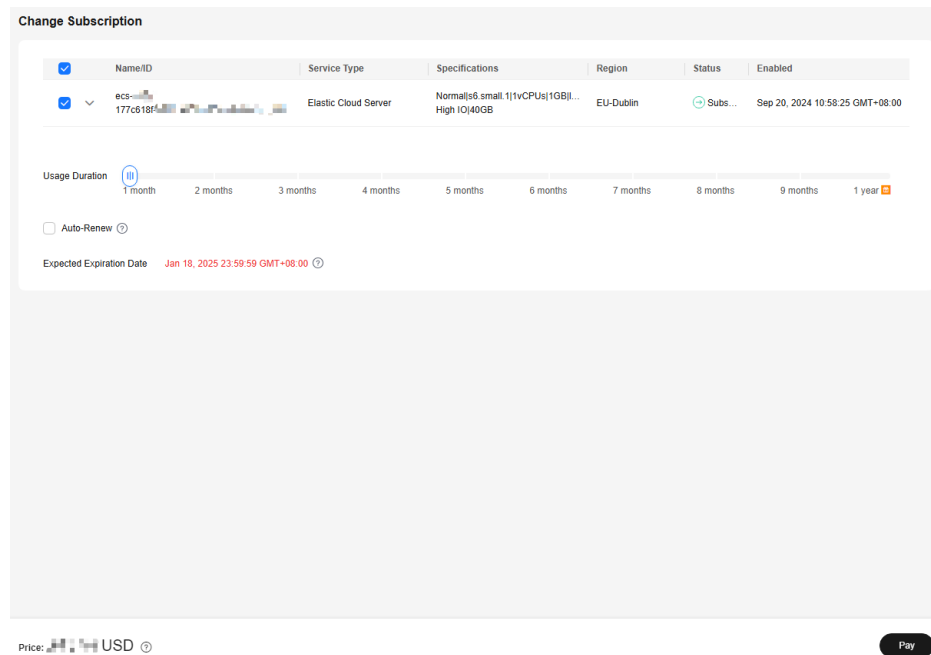 Change Subscription
Name/ID Service Type Specifications Region Status Enabled
ecs- Elastic Cloud Server Normal|s6.small.1|1vCPUs|1GB|l... EU-Dublin Subs... Sep 20, 2024 10:58:25 GMT+08:00
177c618f- High IO|40GB
Usage Duration
1 month 2 months 3 months 4 months 5 months 6 months 7 months 8 months 9 months 1 year
Auto-Renew ?
Expected Expiration Date Jan 18, 2025 23:59:59 GMT+08:00 ?
Price: USD ? Pay